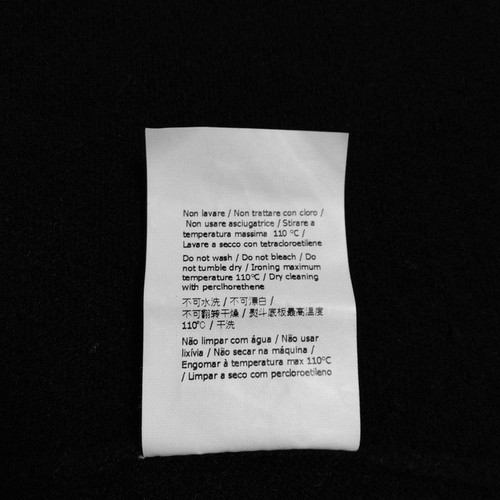 Non lavare / Non trattare con cloro /
Non usare asciugatrice / Stirare a
temperatura massima 110 °C /
Lavare a secco con tetracloroetilene
Do not wash / Do not bleach / Do
not tumble dry / Ironing maximum
temperature 110°C / Dry cleaning
with perclhorethene
不可水洗 / 不可漂白 /
不可翻转干燥 / 熨斗底板最高温度
110℃ / 干洗
Não limpar com água / Não usar
lixívia / Não secar na máquina /
Engomar à temperatura max 110°C
/ Limpar a seco com percloroetileno